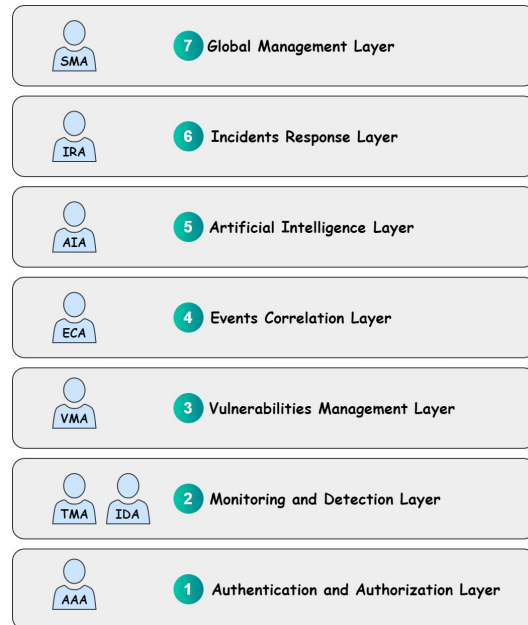 7 Global Management Layer
SMA
6 Incidents Response Layer
IRA
5 Artificial Intelligence Layer
AIA
4 Events Correlation Layer
ECA
3 Vulnerabilities Management Layer
VMA
2 Monitoring and Detection Layer
TMA IDA
1 Authentication and Authorization Layer
AAA